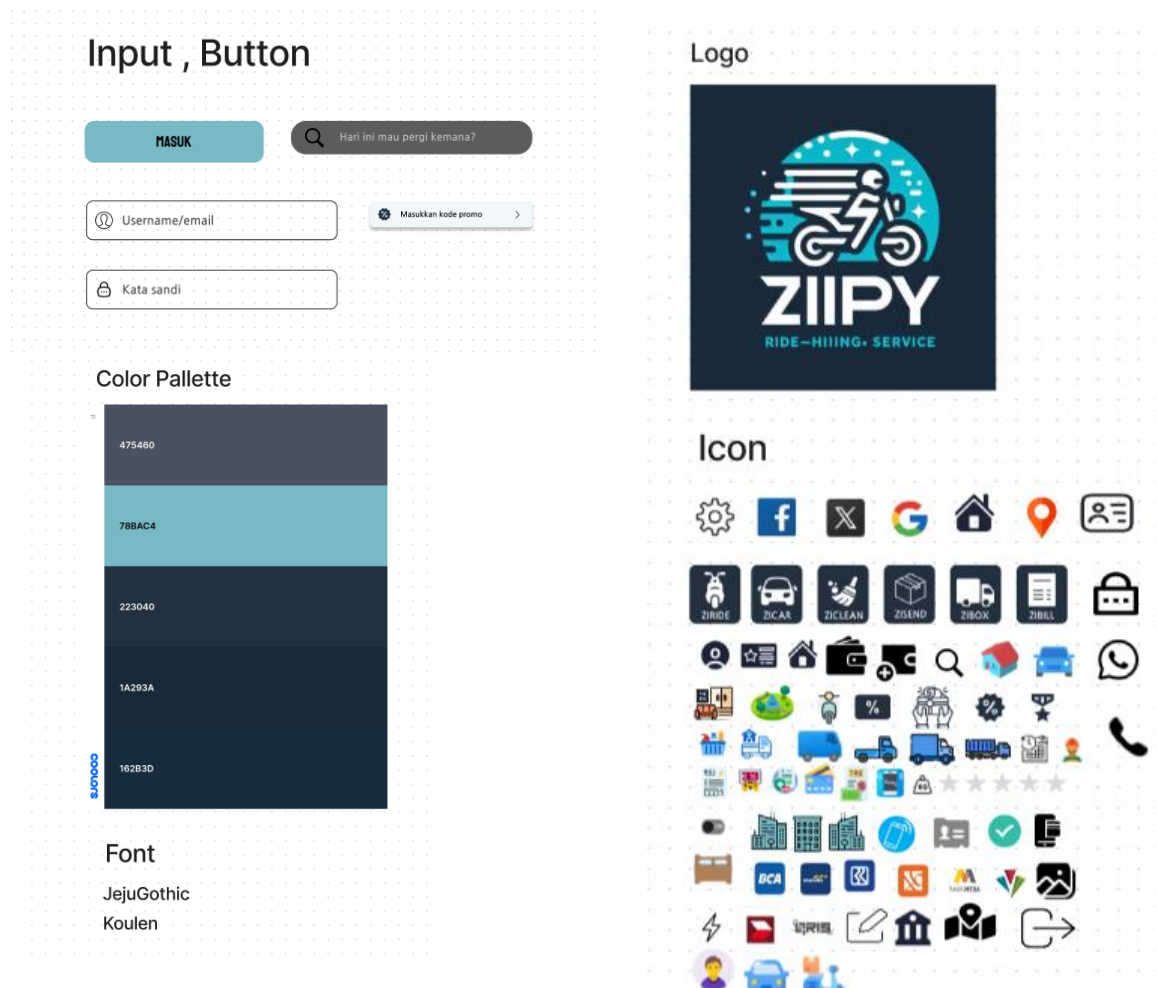 Input , Button
MASUK
Hari ini mau pergi kemana?
Username/email
Masukkan kode promo
Kata sandi
Color Pallette
475460
78BAC4
223040
1A293A
162B3D
coolors
Font
JejuGothic
Koulen
Logo
ZIIPY
RIDE–HIIING• SERVICE
Icon
ZIRIDE
ZICAR
ZICLEAN
ZISEND
ZIBOX
ZIBILL
%
%
KG
BCA
QRIS